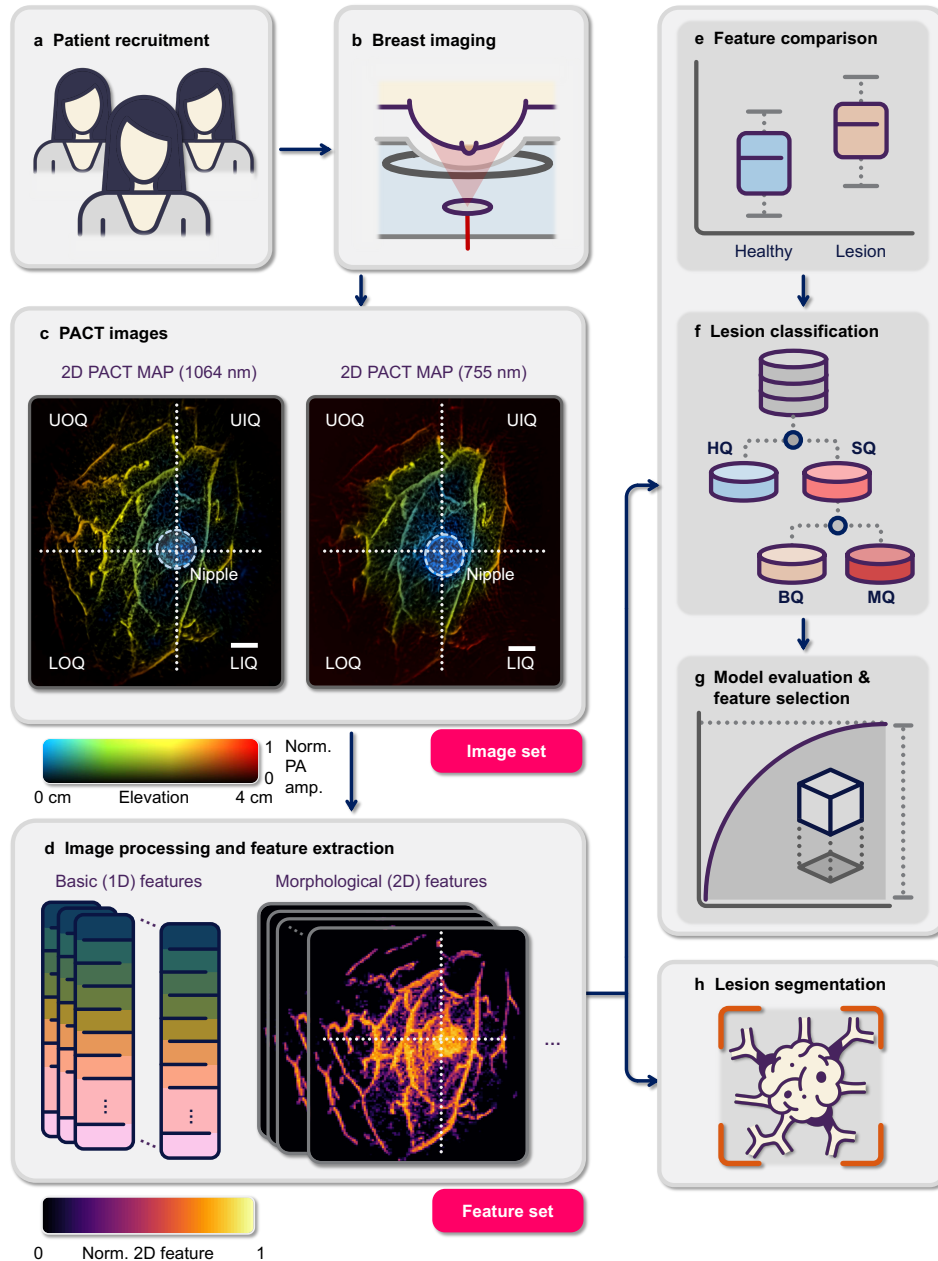 a Patient recruitment
b Breast imaging
c PACT images
2D PACT MAP (1064 nm)
2D PACT MAP (755 nm)
UOQ
UIQ
Nipple
LOQ
LIQ
UOQ
UIQ
Nipple
LOQ
LIQ
1
0
Norm.
PA
amp.
0 cm
Elevation
4 cm
Image set
d Image processing and feature extraction
Basic (1D) features
Morphological (2D) features
...
...
...
...
...
0
Norm. 2D feature
1
Feature set
e Feature comparison
Healthy
Lesion
f Lesion classification
HQ
SQ
BQ
MQ
g Model evaluation &
feature selection
h Lesion segmentation